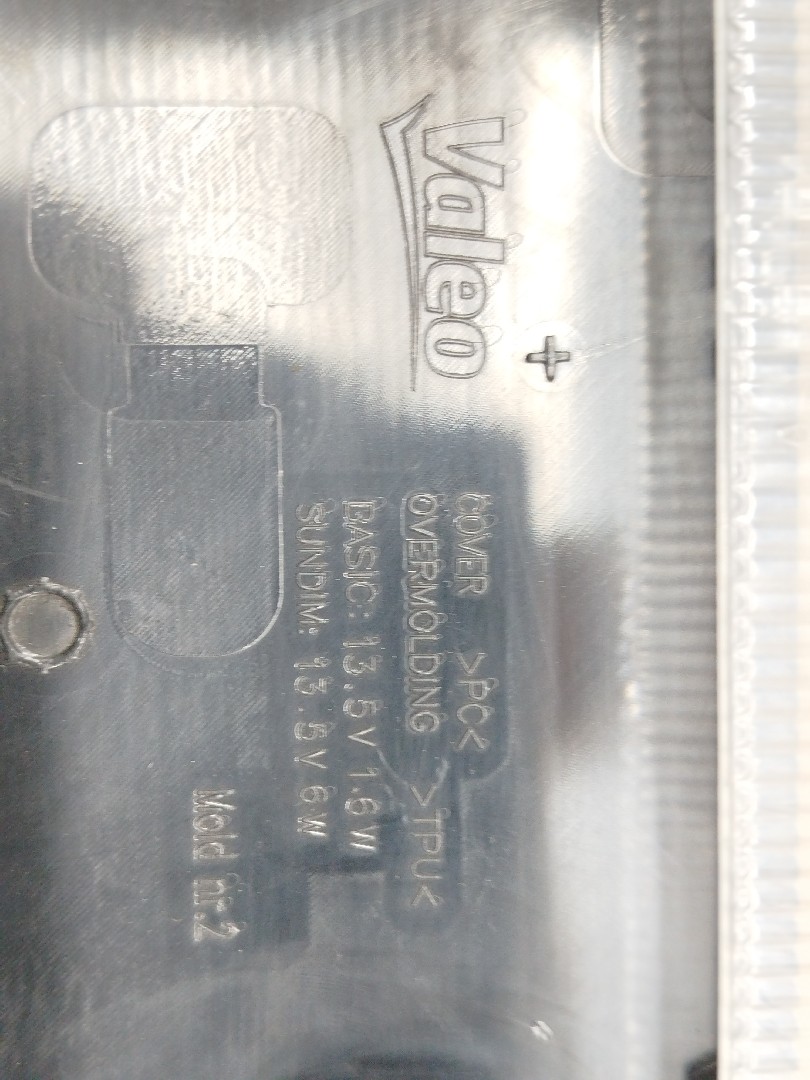 Valeo
+
COVER >PC<
OVERMOLDING >TPU<
BASIC: 13.5V 1.6W
SUNDIM: 13.5V 6W
Mold nr.2